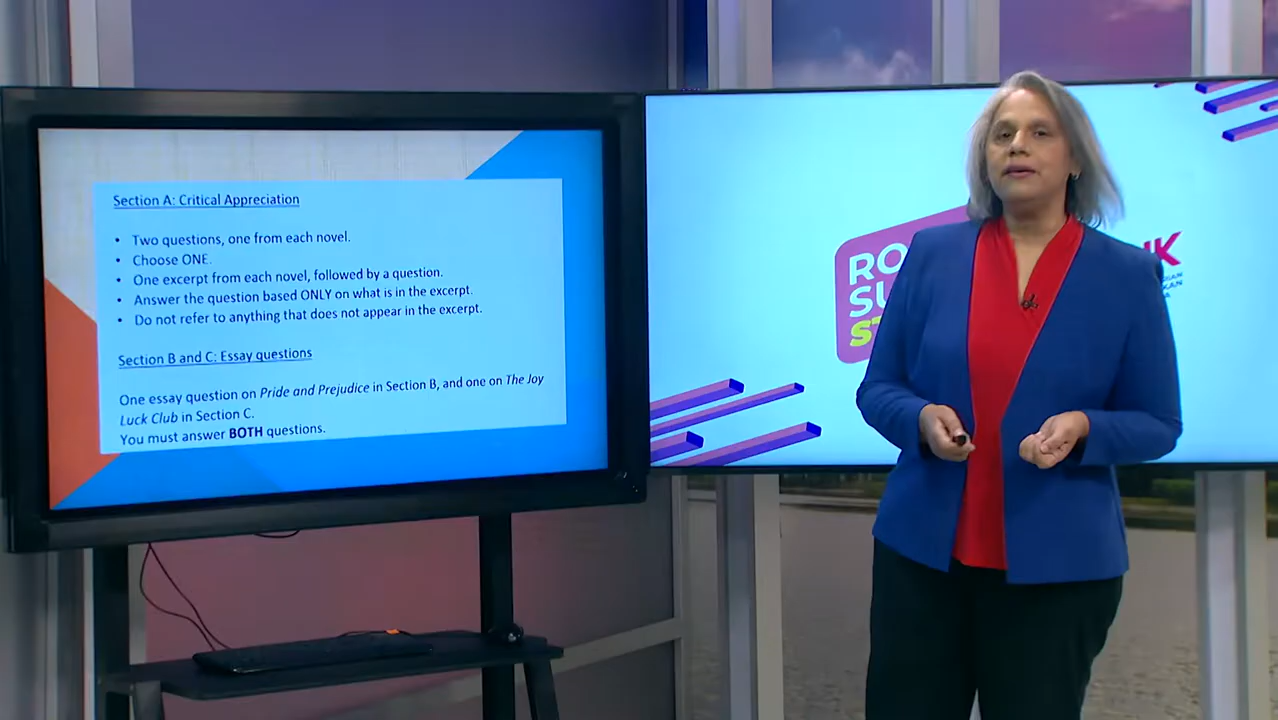 Section A: Critical Appreciation
• Two questions, one from each novel.
• Choose ONE.
• One excerpt from each novel, followed by a question.
• Answer the question based ONLY on what is in the excerpt.
• Do not refer to anything that does not appear in the excerpt.
Section B and C: Essay questions
One essay question on Pride and Prejudice in Section B, and one on The Joy
Luck Club in Section C.
You must answer BOTH questions.